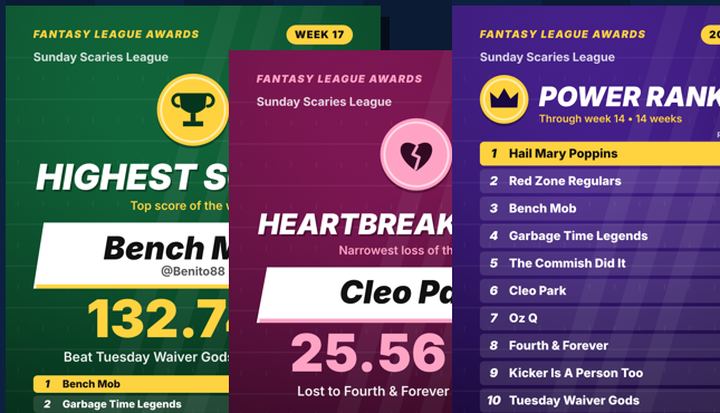 FANTASY LEAGUE AWARDS
WEEK 17
Sunday Scaries League
HIGHEST
Top score of the
Bench
@Benito88
132.7
Beat Tuesday Waiver Gods
1 Bench Mob
2 Garbage Time Legends
FANTASY LEAGUE AWARDS
Sunday Scaries League
HEARTBREAK
Narrowest loss of
Cleo
25.56
Lost to Fourth & Forever
FANTASY LEAGUE AWARDS
Sunday Scaries League
POWER RANK
Through week 14 • 14 weeks
1 Hail Mary Poppins
2 Red Zone Regulars
3 Bench Mob
4 Garbage Time Legends
5 The Commish Did It
6 Cleo Park
7 Oz Q
8 Fourth & Forever
9 Kicker Is A Person Too
10 Tuesday Waiver Gods